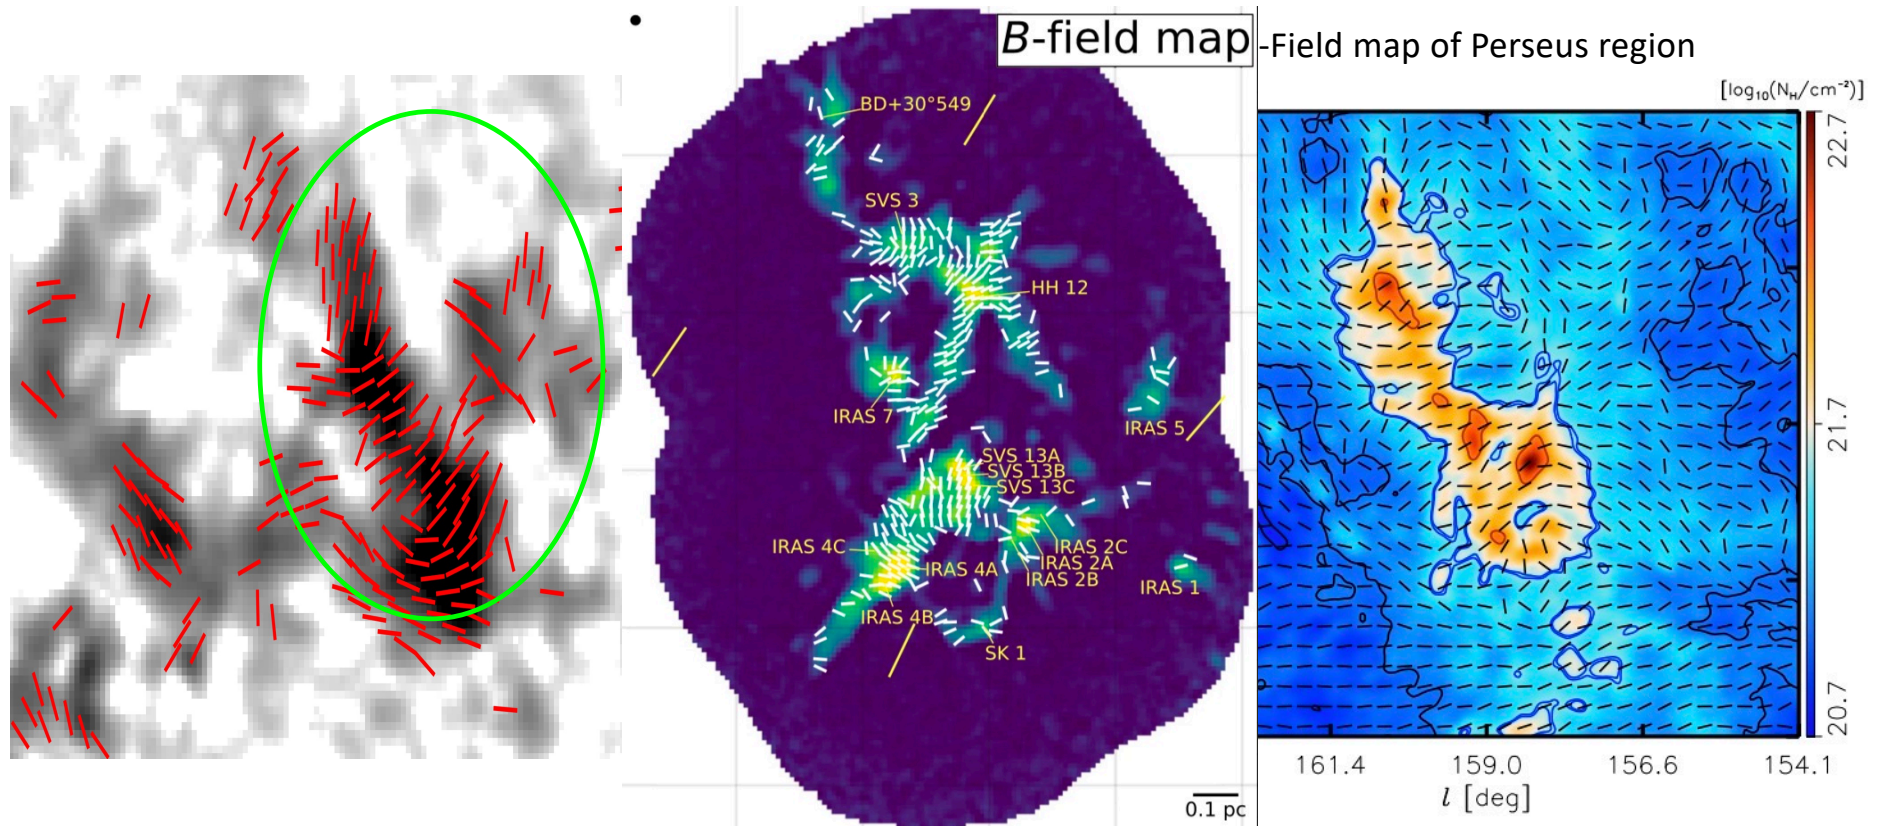 B-field map
-Field map of Perseus region
[log₁₀(N_H/cm⁻²)]
BD+30°549
SVS 3
HH 12
IRAS 7
IRAS 5
SVS 13A
SVS 13B
SVS 13C
IRAS 4C
IRAS 4A
IRAS 2C
IRAS 2A
IRAS 2B
IRAS 1
IRAS 4B
SK 1
0.1 pc
22.7
21.7
20.7
161.4 159.0 156.6 154.1
l [deg]